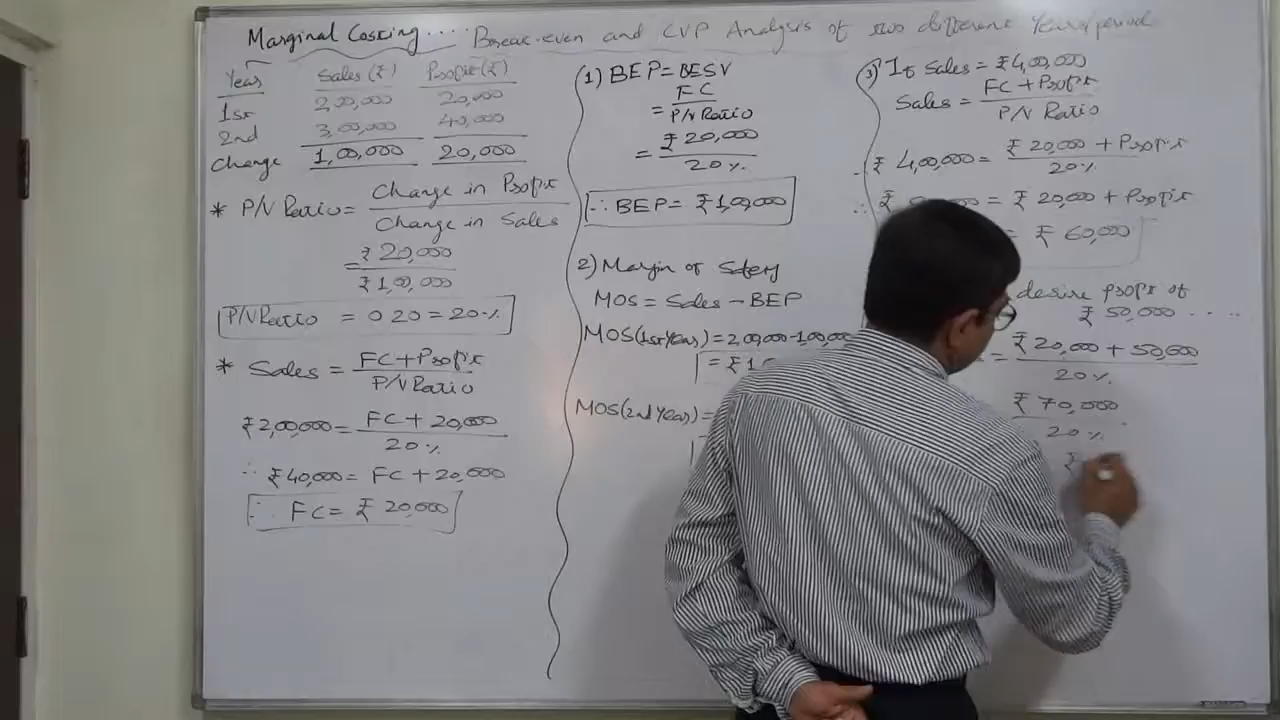 Marginal Costing.... Break-even and CVP Analysis of two different Years/period
Year Sales (₹) Profit (₹)
1st 2,00,000 20,000
2nd 3,00,000 40,000
Change 1,00,000 20,000
* P/V Ratio = Change in Profit
Change in Sales
= ₹ 20,000
₹ 1,00,000
P/V Ratio = 0.20 = 20%
* Sales = FC + Profit
P/V Ratio
₹ 2,00,000 = FC + 20,000
20%
∴ ₹ 40,000 = FC + 20,000
∴ FC = ₹ 20,000
(1) BEP = BESV
= FC
P/V Ratio
= ₹ 20,000
20%
∴ BEP = ₹ 1,00,000
2) Margin of Safety
MOS = Sales - BEP
MOS (1st Year) = 2,00,000 - 1,00,000
= ₹ 1,0
MOS (2nd Year) =
(3) If Sales = ₹ 4,00,000
Sales = FC + Profit
P/V Ratio
∴ ₹ 4,00,000 = ₹ 20,000 + Profit
20%
∴ ₹ = ₹ 20,000 + Profit
= ₹ 60,000
desire profit of
₹ 50,000 ....
= ₹ 20,000 + 50,000
20%
₹ 70,000
20%
₹